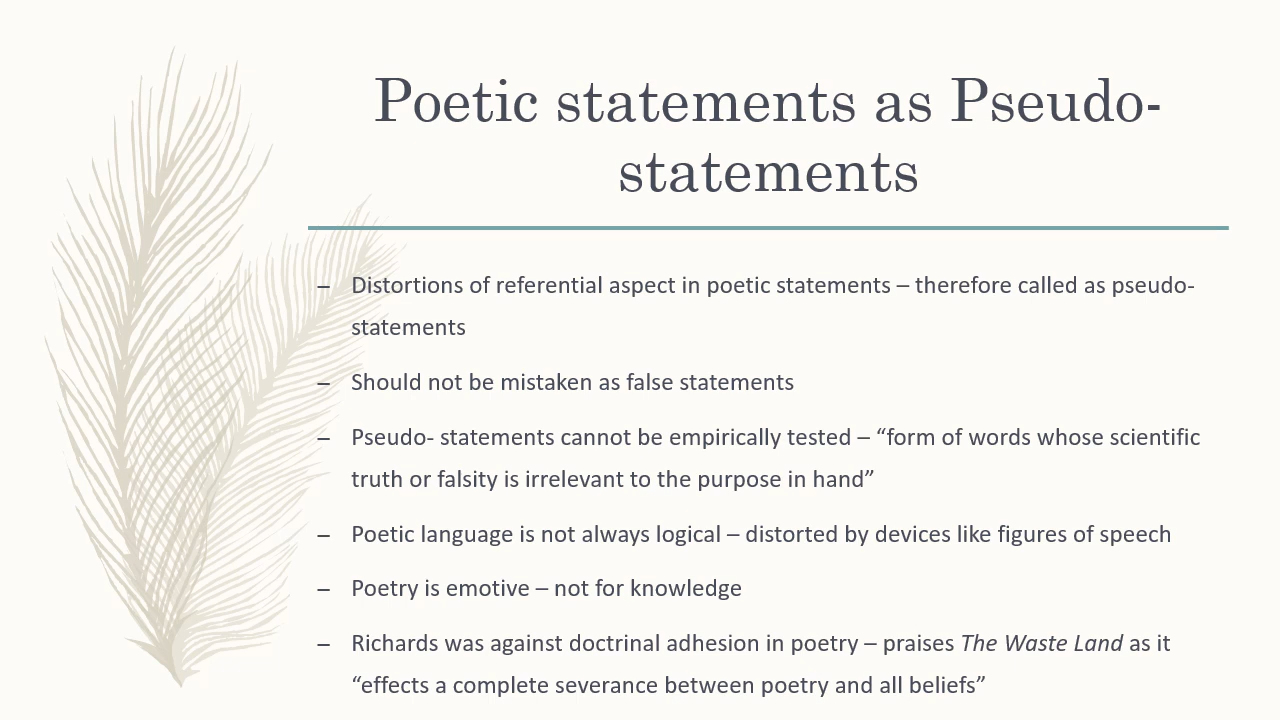 Poetic statements as Pseudo-
statements
– Distortions of referential aspect in poetic statements – therefore called as pseudo-
statements
– Should not be mistaken as false statements
– Pseudo- statements cannot be empirically tested – “form of words whose scientific
truth or falsity is irrelevant to the purpose in hand”
– Poetic language is not always logical – distorted by devices like figures of speech
– Poetry is emotive – not for knowledge
– Richards was against doctrinal adhesion in poetry – praises The Waste Land as it
“effects a complete severance between poetry and all beliefs”